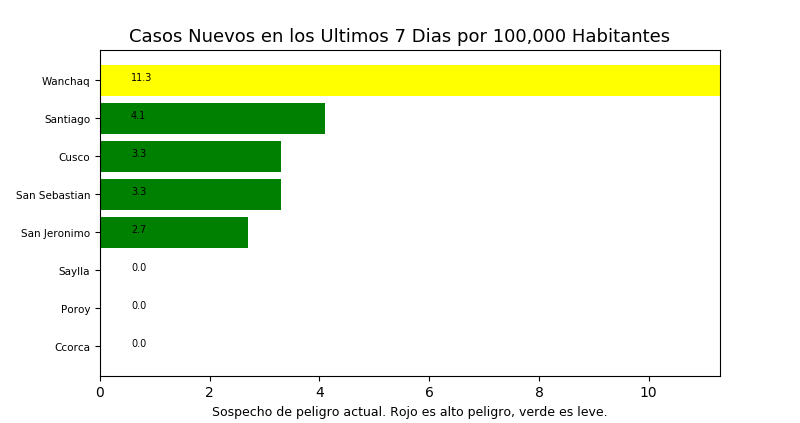 Casos Nuevos en los Ultimos 7 Dias por 100,000 Habitantes
Wanchaq 11.3
Santiago 4.1
Cusco 3.3
San Sebastian 3.3
San Jeronimo 2.7
Saylla 0.0
Poroy 0.0
Ccorca 0.0
0 2 4 6 8 10
Sospecho de peligro actual. Rojo es alto peligro, verde es leve.